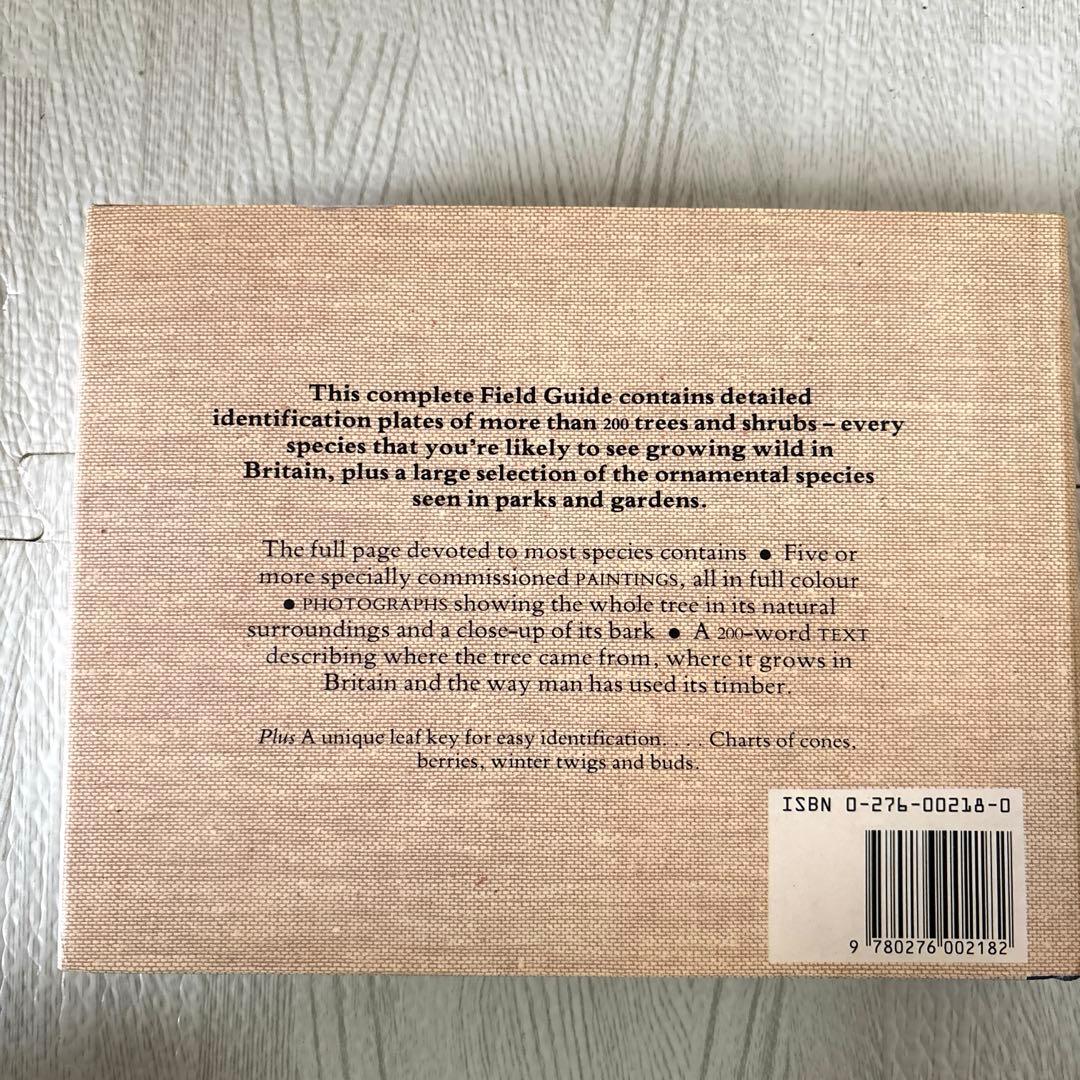 This complete Field Guide contains detailed
identification plates of more than 200 trees and shrubs – every
species that you're likely to see growing wild in
Britain, plus a large selection of the ornamental species
seen in parks and gardens.
The full page devoted to most species contains ● Five or
more specially commissioned PAINTINGS, all in full colour
● PHOTOGRAPHS showing the whole tree in its natural
surroundings and a close-up of its bark ● A 200-word TEXT
describing where the tree came from, where it grows in
Britain and the way man has used its timber.
Plus A unique leaf key for easy identification. . . . Charts of cones,
berries, winter twigs and buds.
ISBN 0-276-00218-0
9 780276 002182